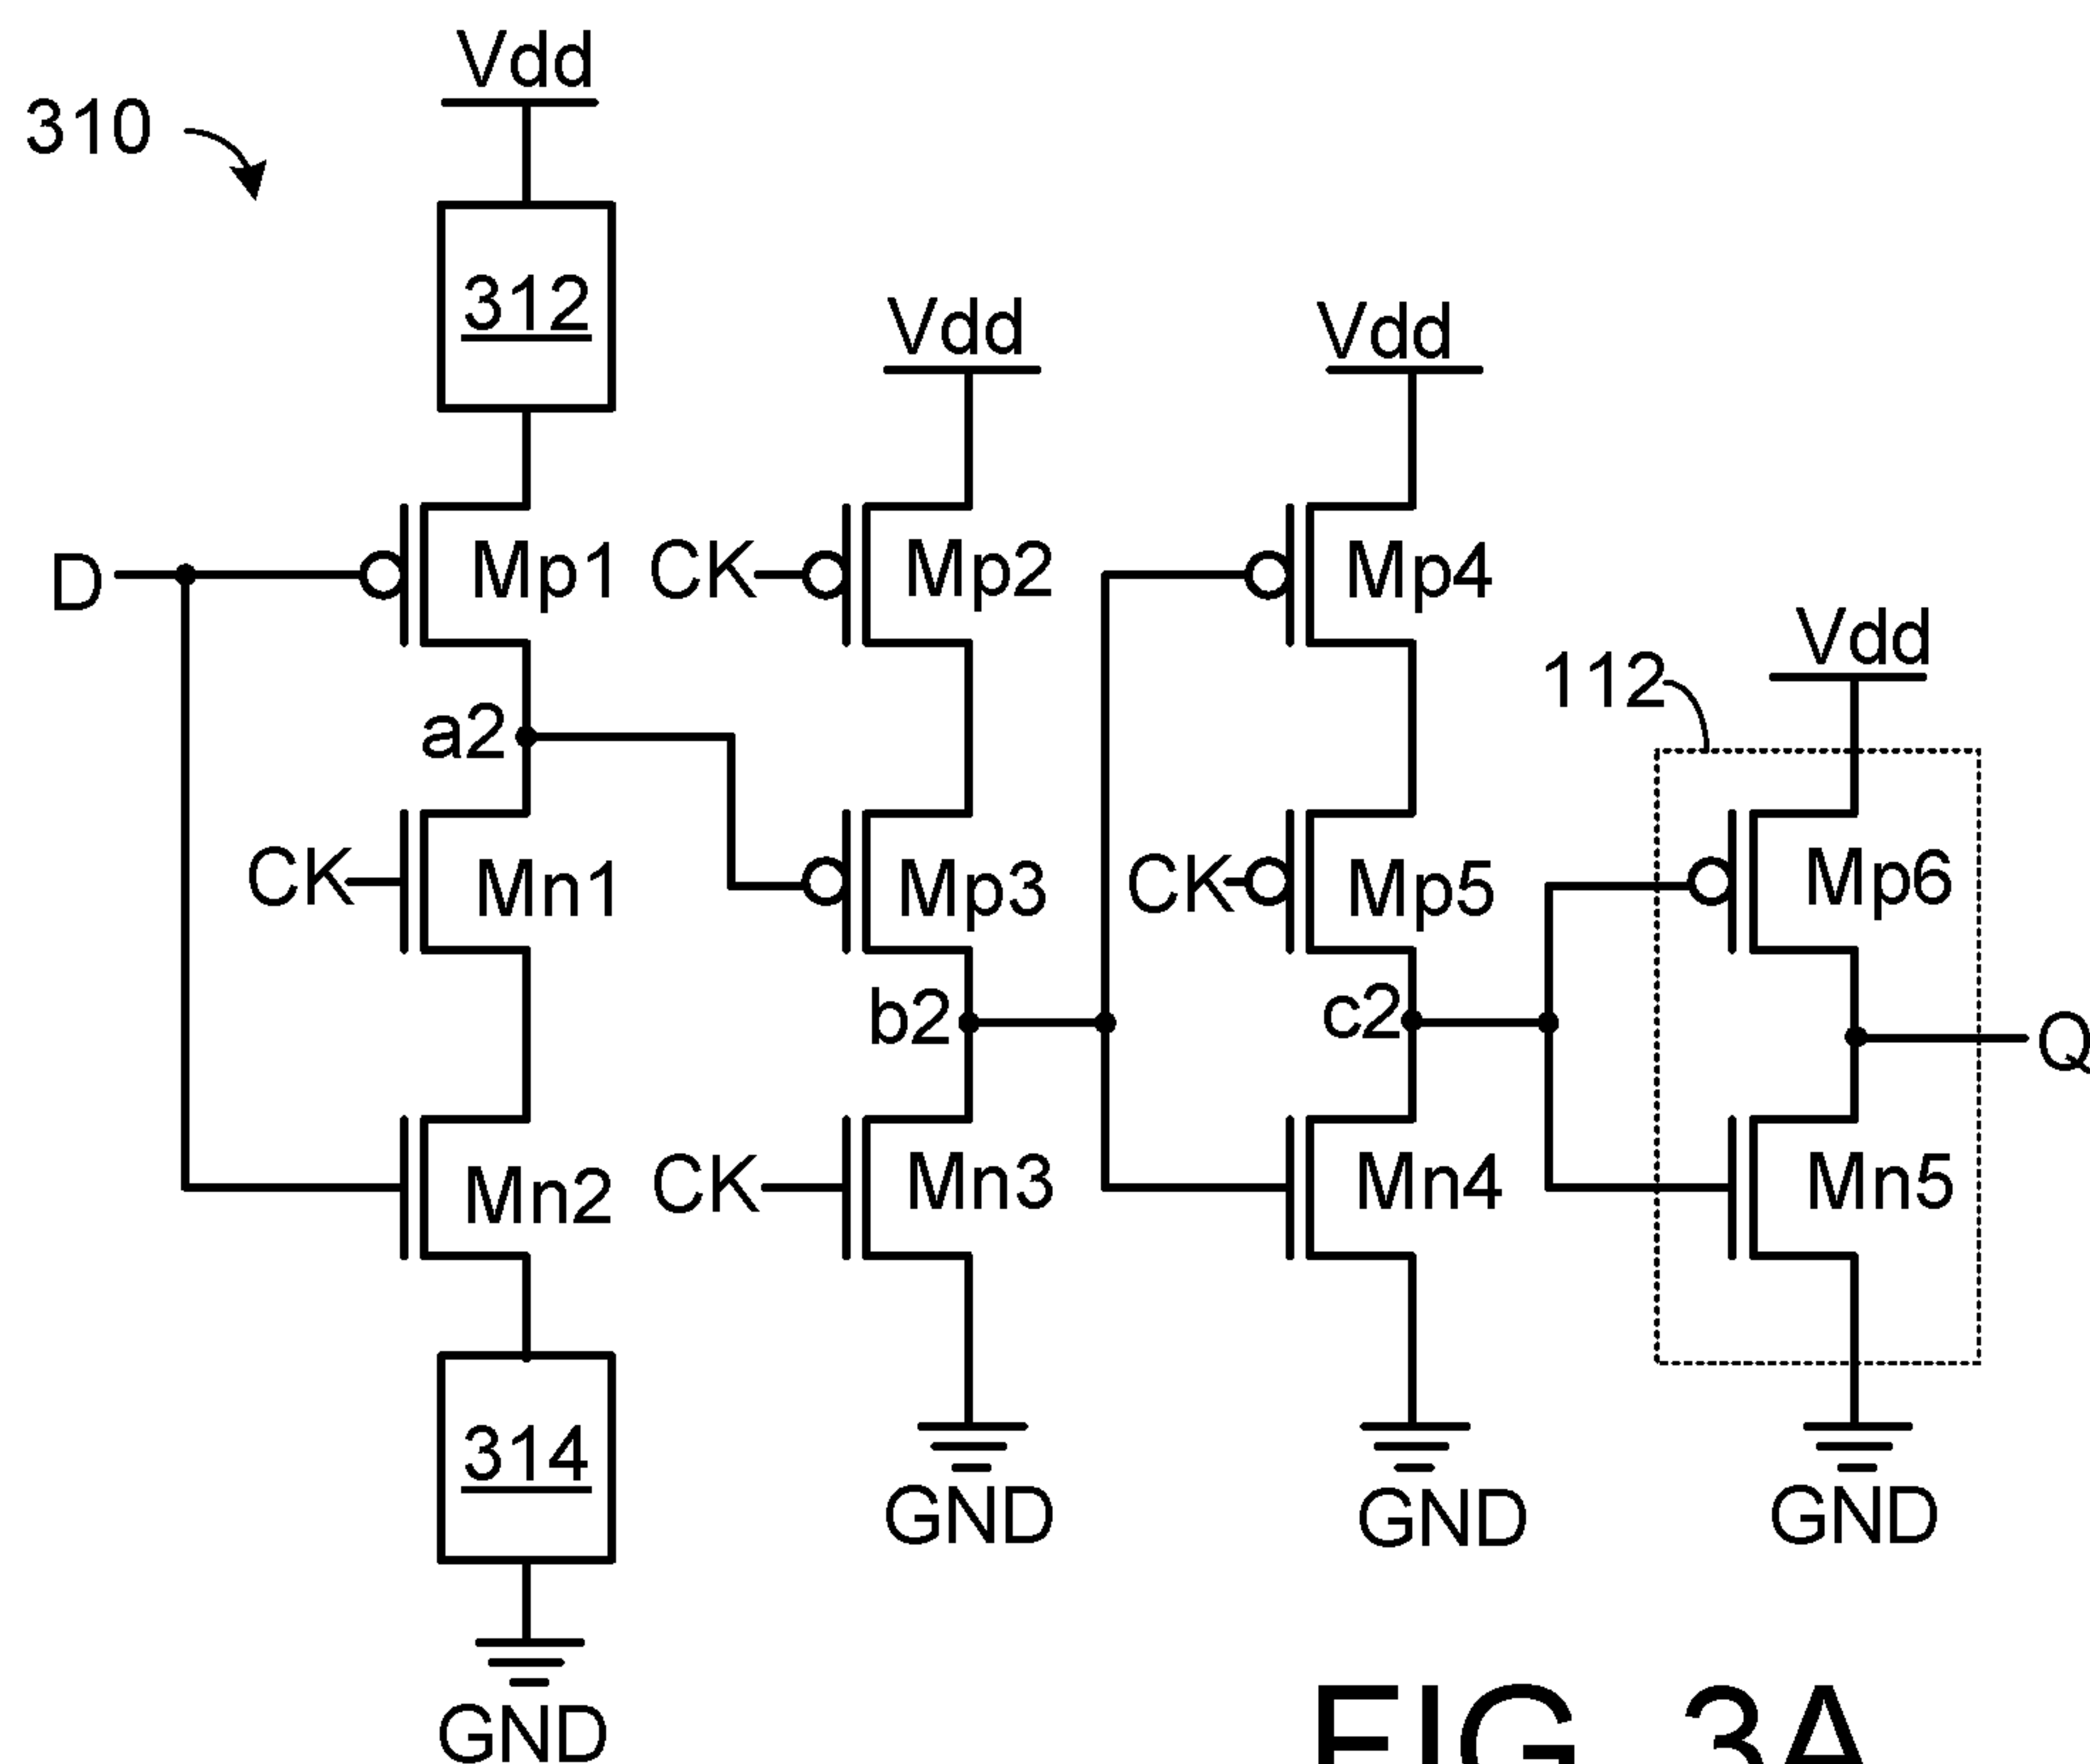 310
Vdd
312
Vdd
Vdd
D
Mp1
CK
Mp2
Mp4
Vdd
112
a2
CK
Mn1
Mp3
CK
Mp5
Mp6
b2
c2
Q
Mn2
CK
Mn3
Mn4
Mn5
314
GND
GND
GND
GND
FIG. 3A